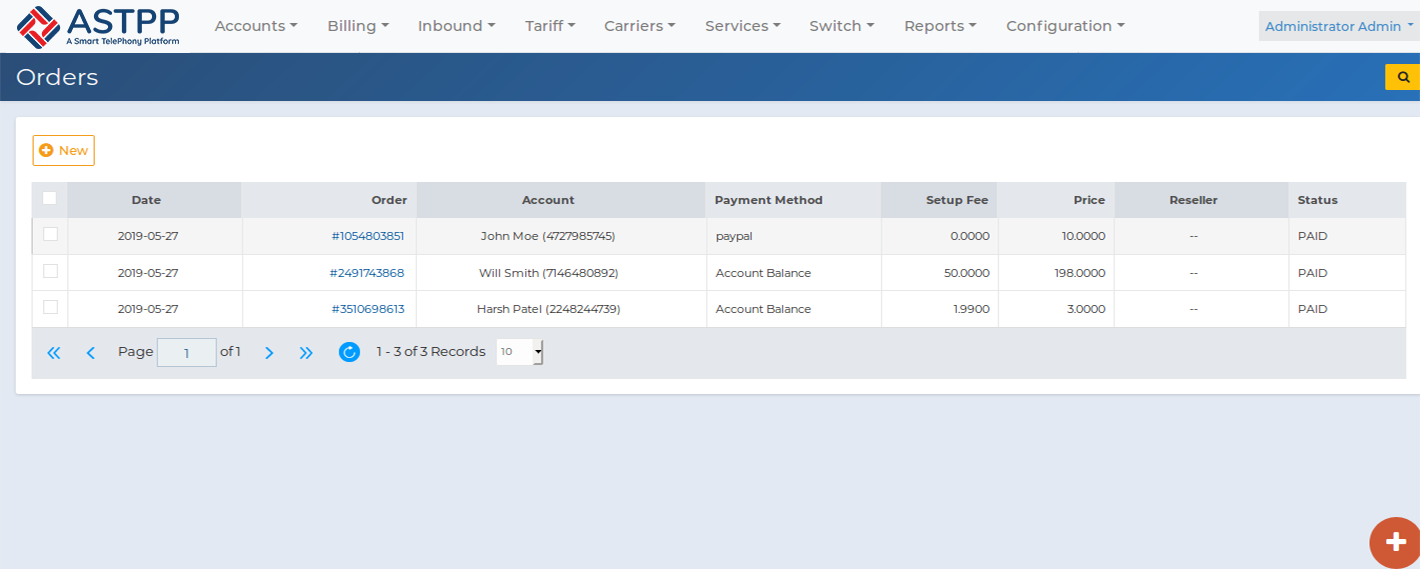 ASTPP
A Smart TelePhony Platform
Accounts Billing Inbound Tariff Carriers Services Switch Reports Configuration Administrator Admin
Orders
New
Date Order Account Payment Method Setup Fee Price Reseller Status
2019-05-27 #1054803851 John Moe (4727985745) paypal 0.0000 10.0000 -- PAID
2019-05-27 #2491743868 Will Smith (7146480892) Account Balance 50.0000 198.0000 -- PAID
2019-05-27 #3510698613 Harsh Patel (2248244739) Account Balance 1.9900 3.0000 -- PAID
Page 1 of 1 1 - 3 of 3 Records 10